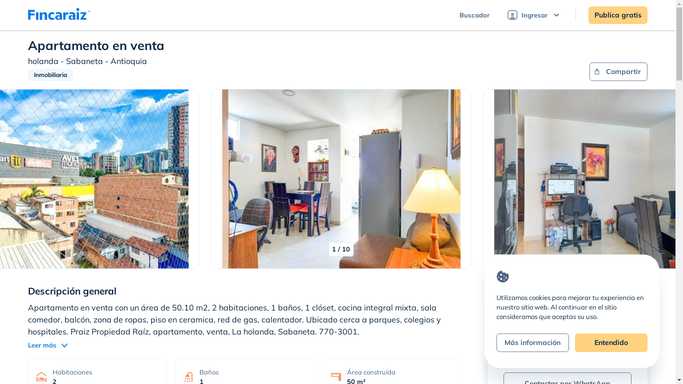 Fincaraiz
Buscador
Ingresar
Publica gratis
Apartamento en venta
holanda - Sabaneta - Antioquia
Inmobiliaria
Compartir
1 / 10
Descripción general
Apartamento en venta con un área de 50.10 m2, 2 habitaciones, 1 baños, 1 clóset, cocina integral mixta, sala
comedor, balcón, zona de ropas, piso en ceramica, red de gas, calentador. Ubicado cerca a parques, colegios y
hospitales. Praiz Propiedad Raíz, apartamento, venta, La holanda, Sabaneta. 770-3001,
Leer más
Habitaciones
2
Baños
1
Área construida
50 m²
Utilizamos cookies para mejorar tu experiencia en
nuestro sitio web. Al continuar en el sitio
consideramos que aceptas su uso.
Más información
Entendido
Contactar por WhatsApp